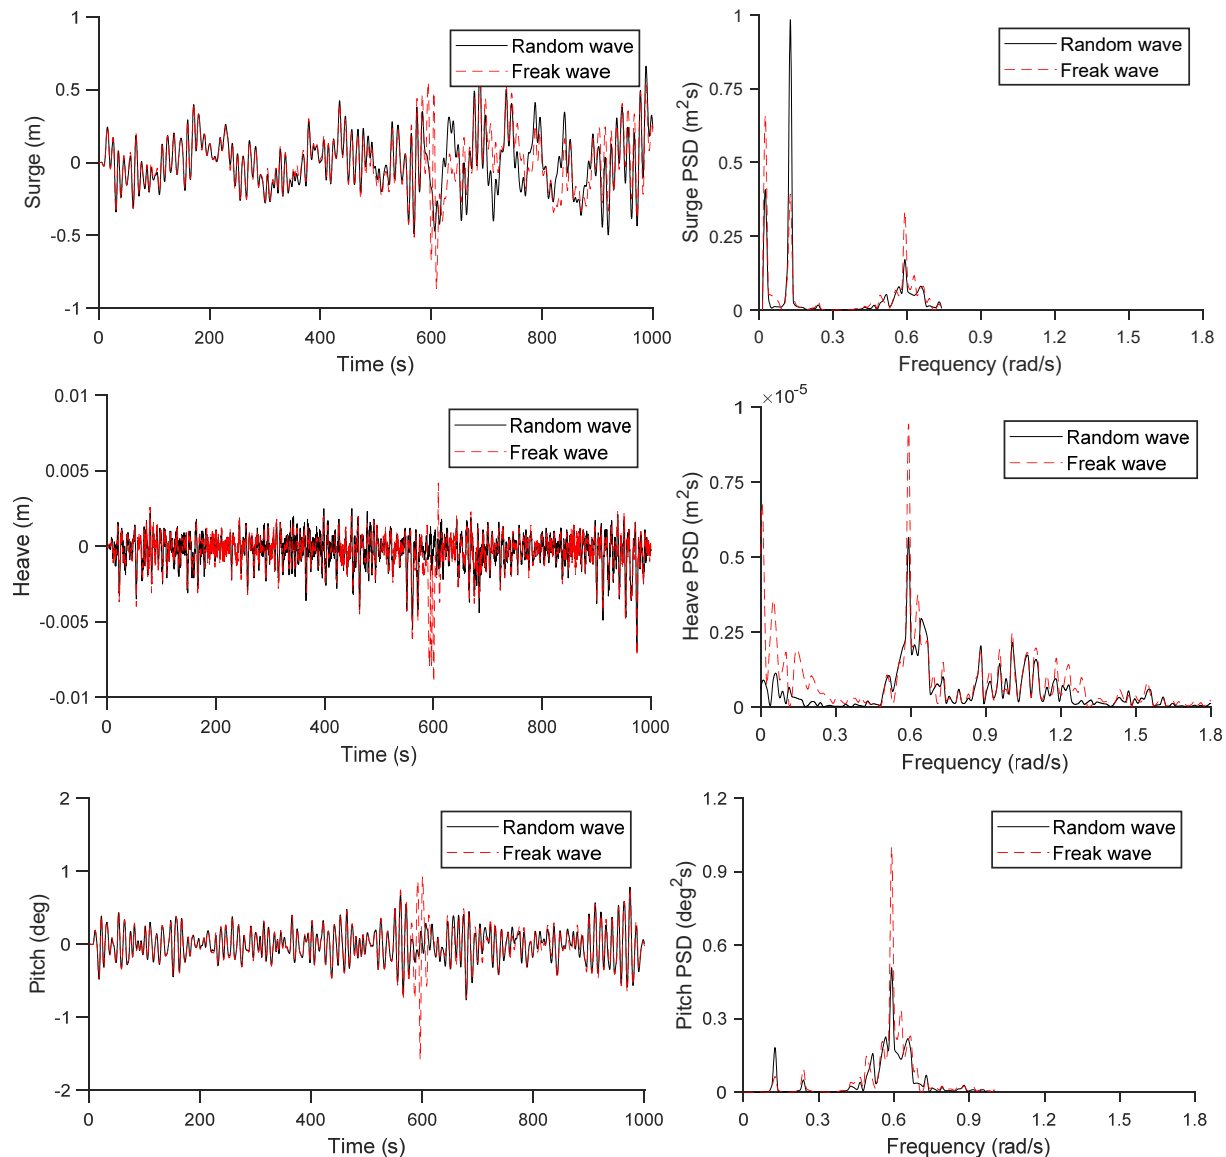 1
0.5
0
-0.5
-1
Surge (m)
Random wave
Freak wave
0
200
400
600
800
1000
Time (s)
1
0.75
0.5
0.25
0
Surge PSD (m²s)
Random wave
Freak wave
0
0.3
0.6
0.9
1.2
1.5
1.8
Frequency (rad/s)
0.01
0.005
0
-0.005
-0.01
Heave (m)
Random wave
Freak wave
0
200
400
600
800
1000
Time (s)
×10⁻⁵
1
0.75
0.5
0.25
0
Heave PSD (m²s)
Random wave
Freak wave
0
0.3
0.6
0.9
1.2
1.5
1.8
Frequency (rad/s)
2
1
0
-1
-2
Pitch (deg)
Random wave
Freak wave
0
200
400
600
800
1000
Time (s)
1.2
0.9
0.6
0.3
0
Pitch PSD (deg²s)
Random wave
Freak wave
0
0.3
0.6
0.9
1.2
1.5
1.8
Frequency (rad/s)